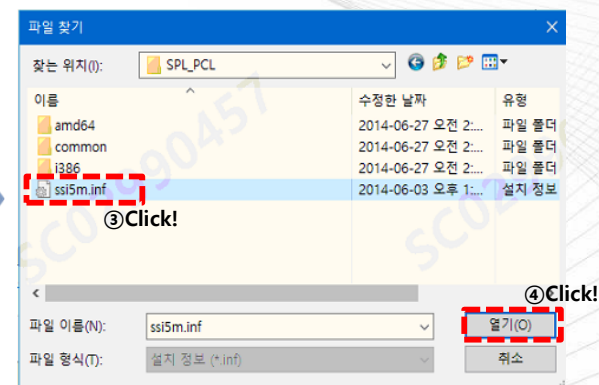 파일 찾기
찾는 위치(I): SPL_PCL
이름 수정한 날짜 유형
amd64 2014-06-27 오전 2:... 파일 폴더
common 2014-06-27 오전 2:... 파일 폴더
i386 2014-06-27 오전 2:... 파일 폴더
ssi5m.inf 2014-06-03 오후 1:... 설치 정보
③Click!
④Click!
파일 이름(N): ssi5m.inf 열기(O)
파일 형식(T): 설치 정보 (*.inf) 취소